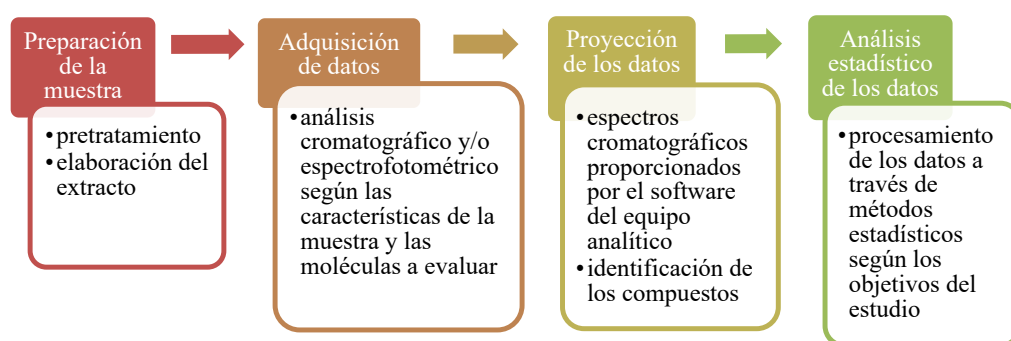 Preparación
de la
muestra
•pretratamiento
•elaboración del
extracto
Adquisición
de datos
•análisis
cromatográfico y/o
espectrofotométrico
según las
características de la
muestra y las
moléculas a evaluar
Proyección
de los datos
•espectros
cromatográficos
proporcionados
por el software
del equipo
analítico
•identificación de
los compuestos
Análisis
estadístico
de los datos
•procesamiento
de los datos a
través de
métodos
estadísticos
según los
objetivos del
estudio